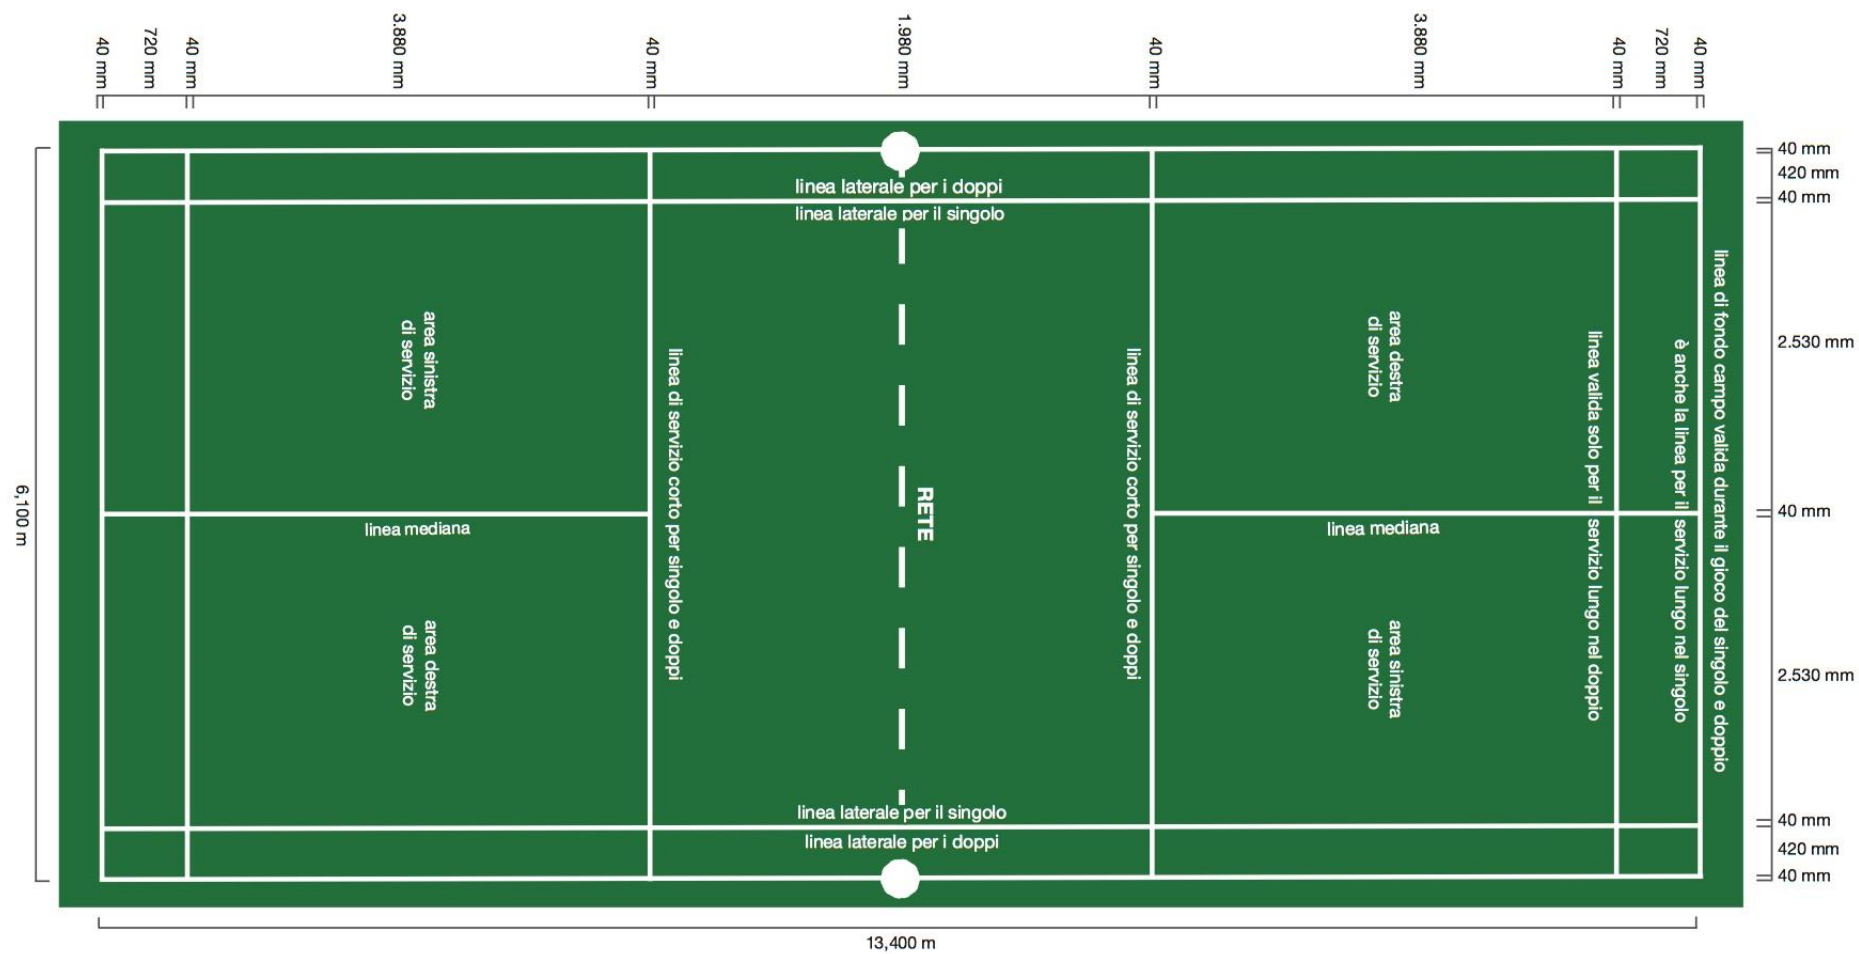 40 mm
720 mm
40 mm
3.880 mm
40 mm
1.980 mm
40 mm
3.880 mm
40 mm
720 mm
40 mm
linea laterale per i doppi
linea laterale per il singolo
area sinistra
di servizio
linea mediana
area destra
di servizio
linea di servizio corto per singolo e doppi
RETE
linea di servizio corto per singolo e doppi
area destra
di servizio
linea mediana
area sinistra
di servizio
linea valida solo per il servizio lungo nel doppio
è anche la linea per il servizio lungo nel singolo
linea di fondo campo valida durante il gioco del singolo e doppio
linea laterale per il singolo
linea laterale per i doppi
40 mm
420 mm
40 mm
2.530 mm
40 mm
2.530 mm
40 mm
420 mm
40 mm
6,100 m
13,400 m